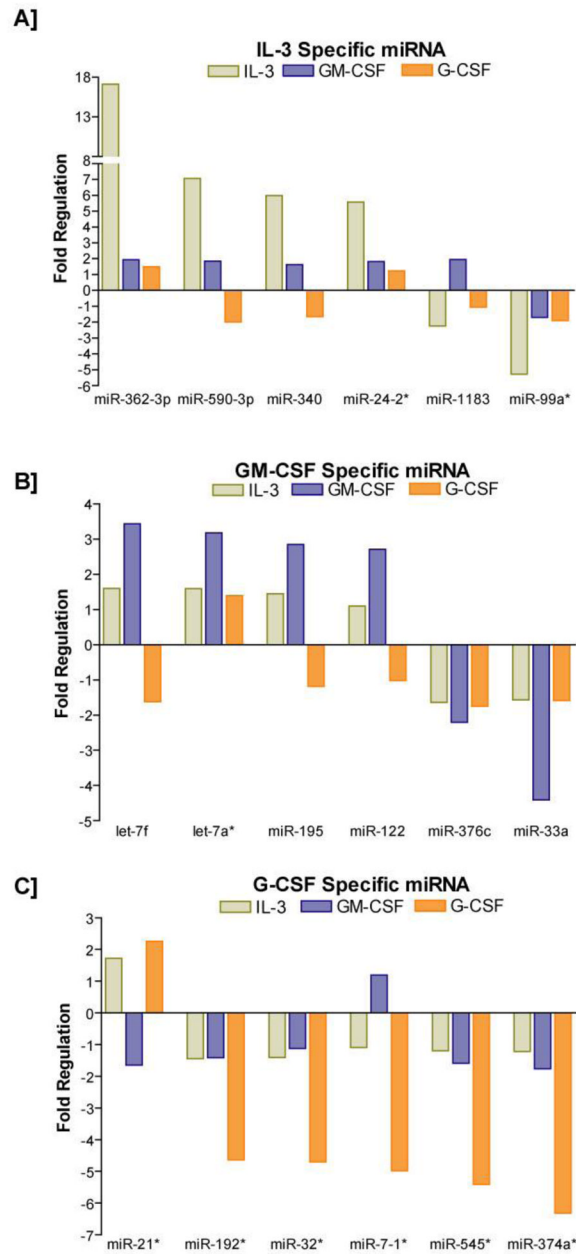 A]
IL-3 Specific miRNA
IL-3 GM-CSF G-CSF
Fold Regulation
18
13
8
8
7
6
5
4
3
2
1
0
-1
-2
-3
-4
-5
-6
miR-362-3p miR-590-3p miR-340 miR-24-2* miR-1183 miR-99a*
B]
GM-CSF Specific miRNA
IL-3 GM-CSF G-CSF
Fold Regulation
4
3
2
1
0
-1
-2
-3
-4
-5
let-7f let-7a* miR-195 miR-122 miR-376c miR-33a
C]
G-CSF Specific miRNA
IL-3 GM-CSF G-CSF
Fold Regulation
3
2
1
0
-1
-2
-3
-4
-5
-6
-7
miR-21* miR-192* miR-32* miR-7-1* miR-545* miR-374a*